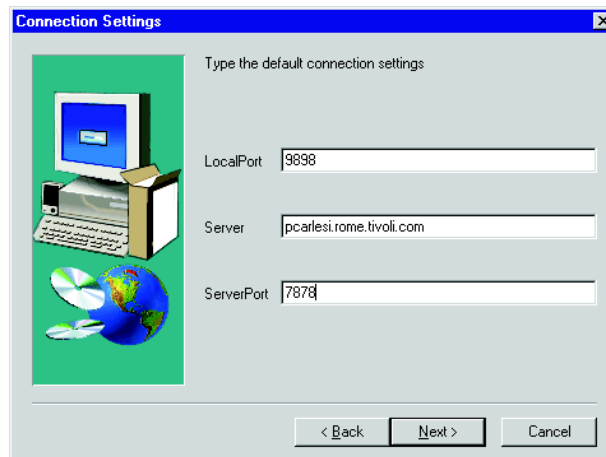 Connection Settings
Type the default connection settings
LocalPort 9898
Server pcarlesi.rome.tivoli.com
ServerPort 7878
< Back Next > Cancel